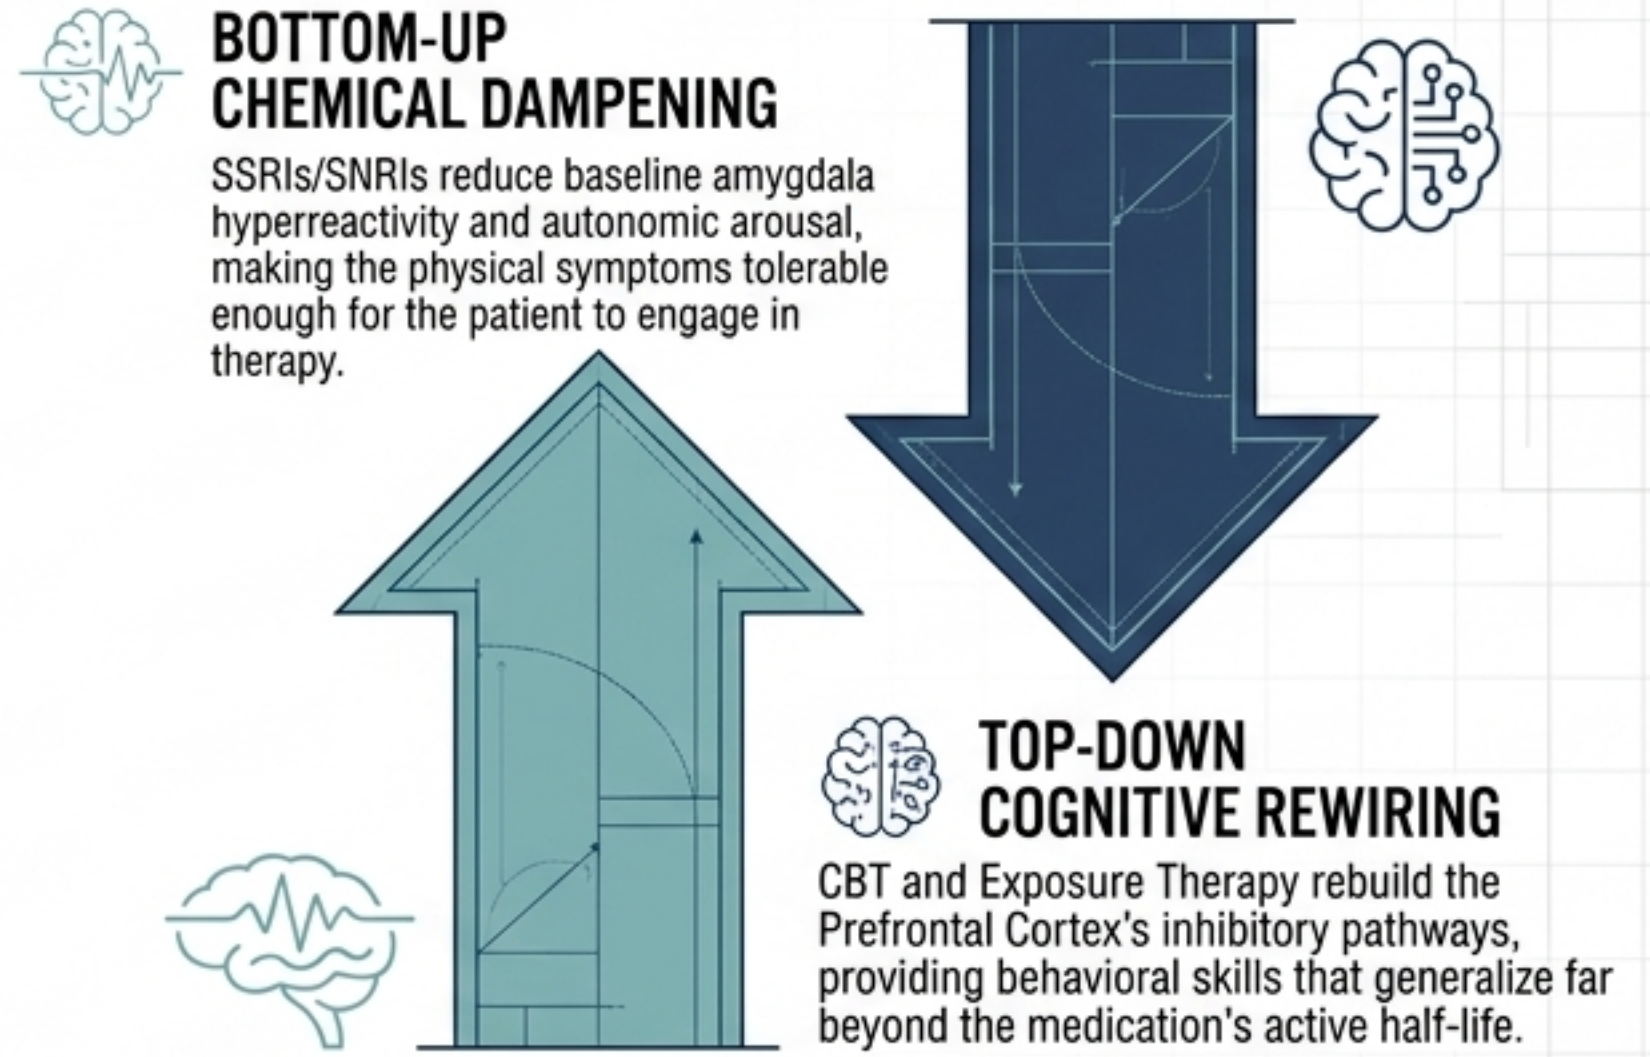 BOTTOM-UP
CHEMICAL DAMPENING
SSRIs/SNRIs reduce baseline amygdala
hyperreactivity and autonomic arousal,
making the physical symptoms tolerable
enough for the patient to engage in
therapy.
TOP-DOWN
COGNITIVE REWIRING
CBT and Exposure Therapy rebuild the
Prefrontal Cortex's inhibitory pathways,
providing behavioral skills that generalize far
beyond the medication's active half-life.